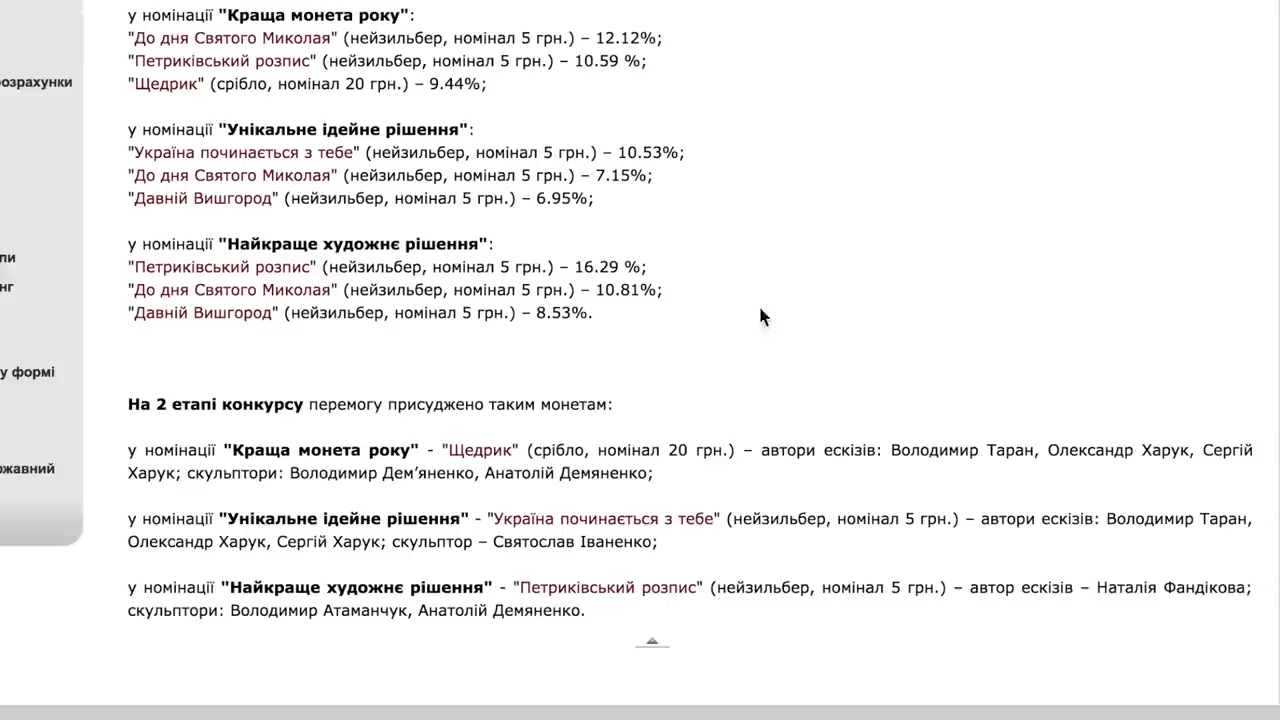 у номінації "Краща монета року":
"До дня Святого Миколая" (нейзильбер, номінал 5 грн.) – 12.12%;
"Петриківський розпис" (нейзильбер, номінал 5 грн.) – 10.59 %;
озрахунки
"Щедрик" (срібло, номінал 20 грн.) – 9.44%;
у номінації "Унікальне ідейне рішення":
"Україна починається з тебе" (нейзильбер, номінал 5 грн.) – 10.53%;
"До дня Святого Миколая" (нейзильбер, номінал 5 грн.) – 7.15%;
"Давній Вишгород" (нейзильбер, номінал 5 грн.) – 6.95%;
у номінації "Найкраще художнє рішення":
пи
"Петриківський розпис" (нейзильбер, номінал 5 грн.) – 16.29 %;
нг
"До дня Святого Миколая" (нейзильбер, номінал 5 грн.) – 10.81%;
"Давній Вишгород" (нейзильбер, номінал 5 грн.) – 8.53%.
у формі
На 2 етапі конкурсу перемогу присуджено таким монетам:
у номінації "Краща монета року" - "Щедрик" (срібло, номінал 20 грн.) – автори ескізів: Володимир Таран, Олександр Харук, Сергій
ржавний
Харук; скульптори: Володимир Дем’яненко, Анатолій Демяненко;
у номінації "Унікальне ідейне рішення" - "Україна починається з тебе" (нейзильбер, номінал 5 грн.) – автори ескізів: Володимир Таран,
Олександр Харук, Сергій Харук; скульптор – Святослав Іваненко;
у номінації "Найкраще художнє рішення" - "Петриківський розпис" (нейзильбер, номінал 5 грн.) – автор ескізів – Наталія Фандікова;
скульптори: Володимир Атаманчук, Анатолій Демяненко.